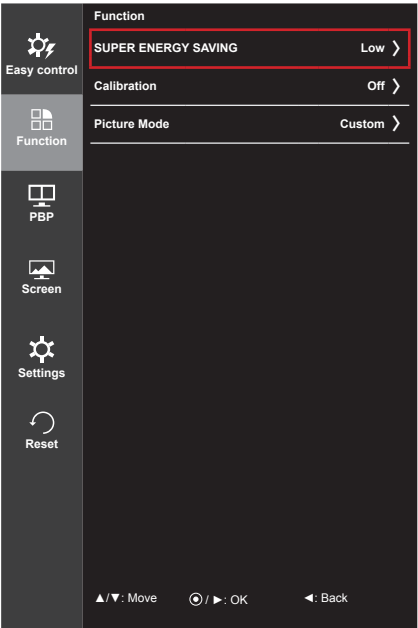 Function
SUPER ENERGY SAVING Low
Calibration Off
Picture Mode Custom
Easy control
Function
PBP
Screen
Settings
Reset
▲/▼: Move ⦿ / ►: OK ◄: Back